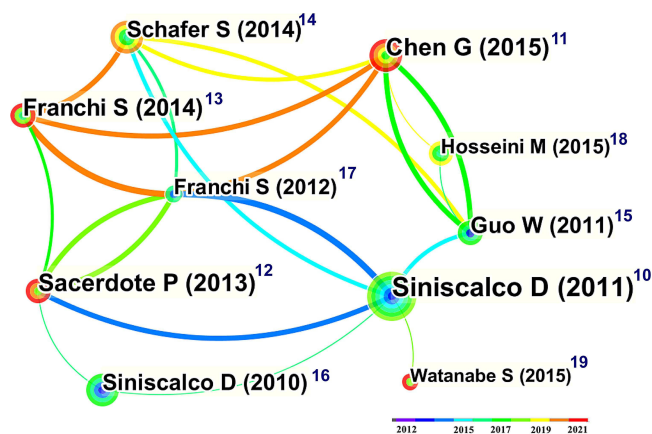 Schafer S (2014) 14
Chen G (2015) 11
Franchi S (2014) 13
Hosseini M (2015) 18
Franchi S (2012) 17
Guo W (2011) 15
Sacerdote P (2013) 12
Siniscalco D (2011) 10
Siniscalco D (2010) 16
Watanabe S (2015) 19
2012 2015 2017 2019 2021